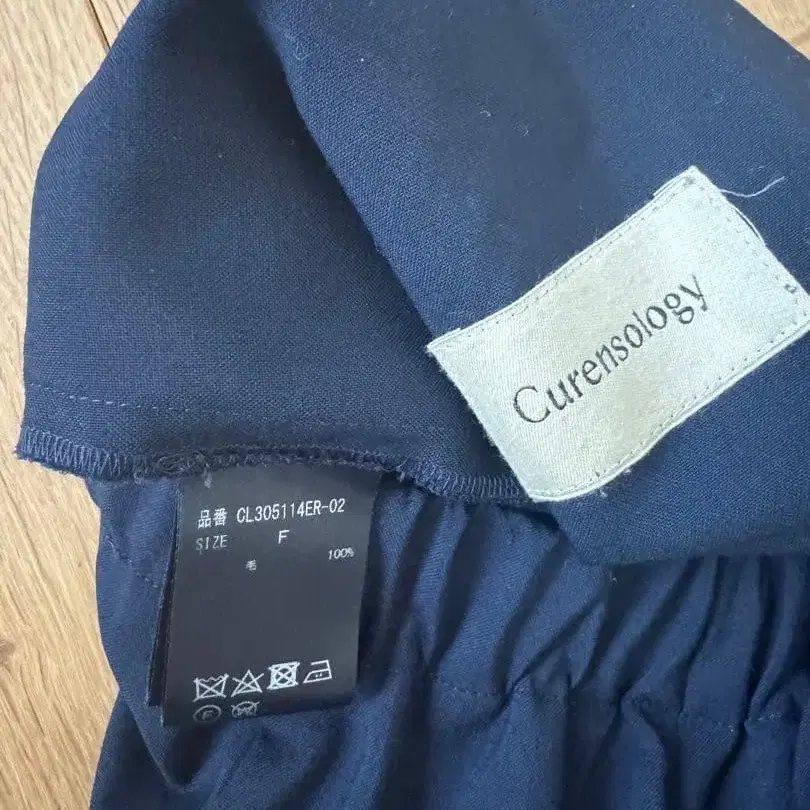 Curensology
品番 CL305114ER-02
SIZE F
毛 100%
F